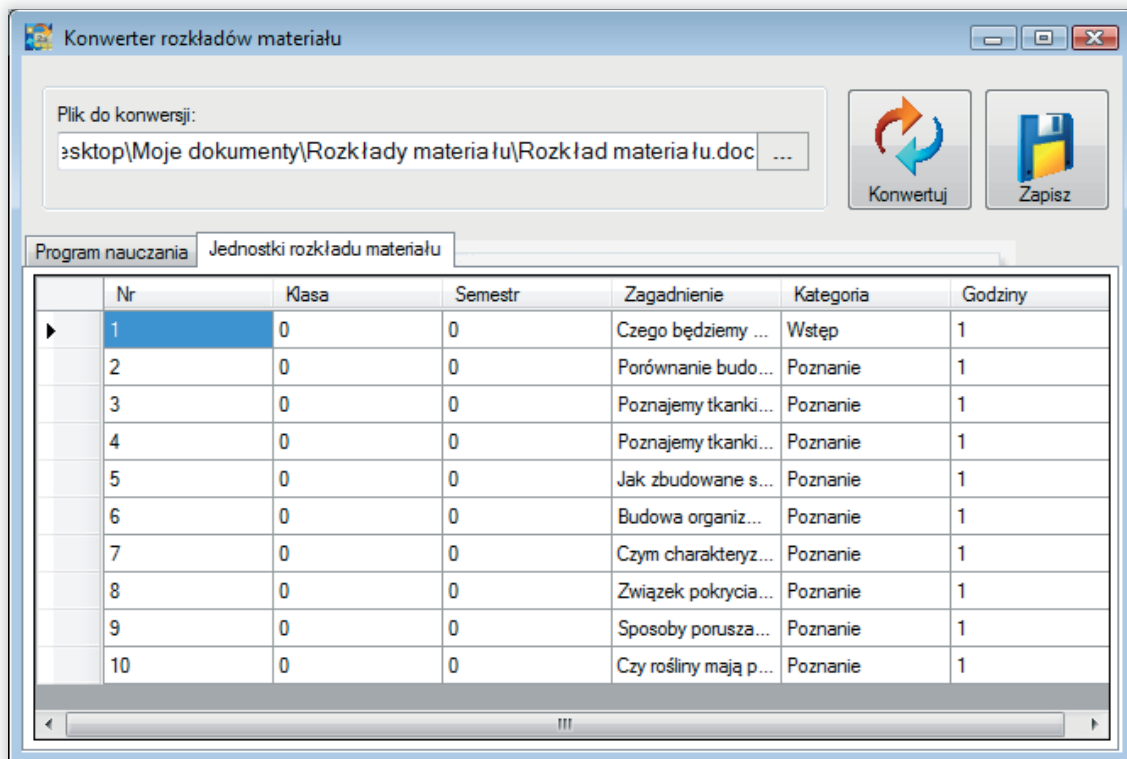 Konwerter rozkładów materiału
Plik do konwersji:
esktop\Moje dokumenty\Rozkłady materiału\Rozkład materiału.doc ...
Konwertuj Zapisz
Program nauczania Jednostki rozkładu materiału
Nr Klasa Semestr Zagadnienie Kategoria Godziny
1 0 0 Czego będziemy ... Wstęp 1
2 0 0 Porównanie budo... Poznanie 1
3 0 0 Poznajemy tkanki... Poznanie 1
4 0 0 Poznajemy tkanki... Poznanie 1
5 0 0 Jak zbudowane s... Poznanie 1
6 0 0 Budowa organiz... Poznanie 1
7 0 0 Czym charakteryz... Poznanie 1
8 0 0 Związek pokrycia... Poznanie 1
9 0 0 Sposoby porusza... Poznanie 1
10 0 0 Czy rośliny mają p... Poznanie 1